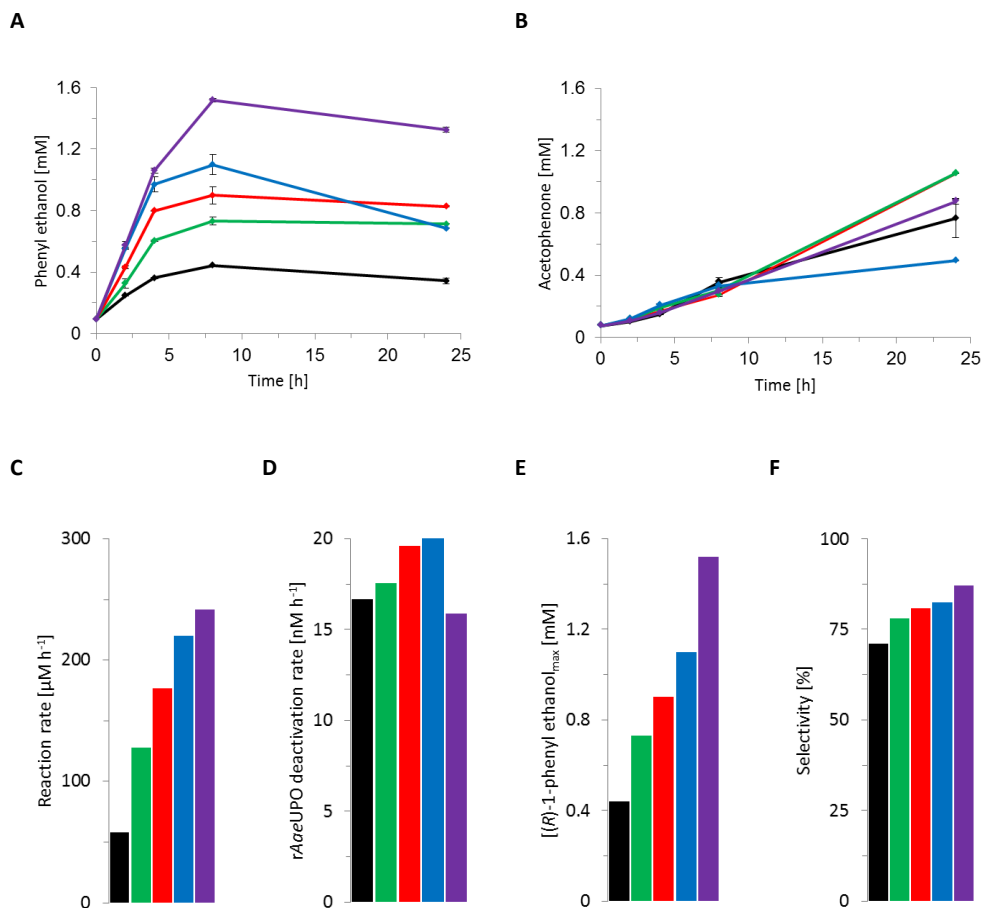 A
B
Phenyl ethanol [mM]
1.6
1.2
0.8
0.4
0
0
5
10
15
20
25
Time [h]
Acetophenone [mM]
1.6
1.2
0.8
0.4
0
0
5
10
15
20
25
Time [h]
C
D
E
F
Reaction rate [µM h⁻¹]
300
200
100
0
rAaeUPO deactivation rate [nM h⁻¹]
20
15
10
5
0
[(R)-1-phenyl ethanol]max [mM]
1.6
1.2
0.8
0.4
0
Selectivity [%]
100
75
50
25
0